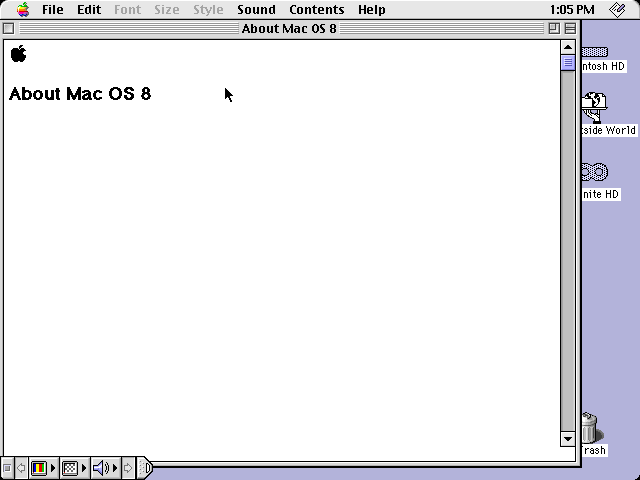 File Edit Font Size Style Sound Contents Help 1:05 PM
About Mac OS 8
About Mac OS 8
ntosh HD
side World
nite HD
Trash